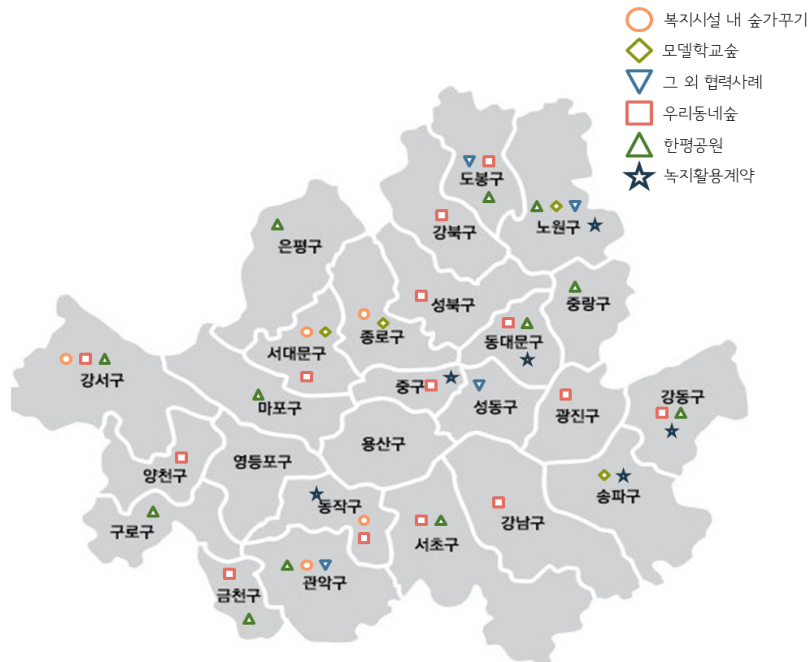 복지시설 내 숲가꾸기
모델학교숲
그 외 협력사례
우리동네숲
한평공원
녹지활용계약
도봉구
노원구
강북구
은평구
성북구
중랑구
종로구
동대문구
서대문구
강서구
중구
성동구
마포구
광진구
강동구
용산구
영등포구
양천구
송파구
동작구
강남구
구로구
서초구
관악구
금천구